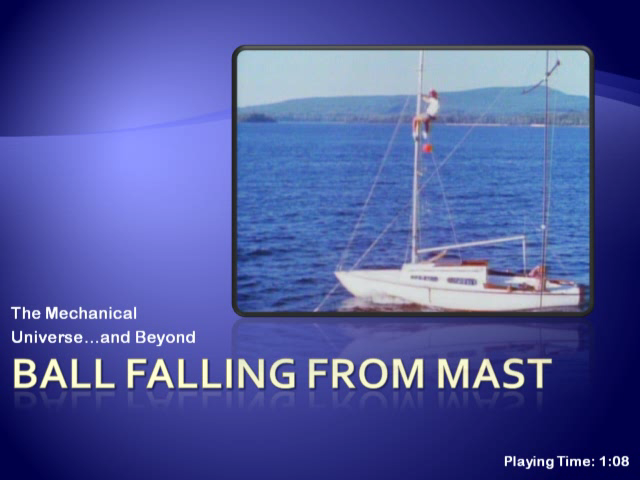 The Mechanical
Universe...and Beyond
BALL FALLING FROM MAST
Playing Time: 1:08